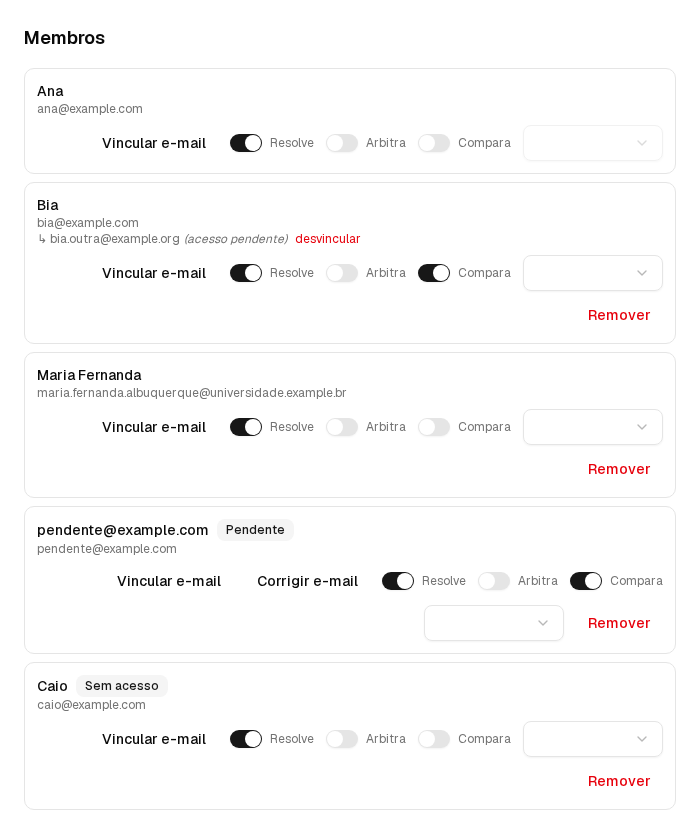 Membros
Ana
ana@example.com
Vincular e-mail Resolve Arbitra Compara
Bia
bia@example.com
↳ bia.outra@example.org (acesso pendente) desvincular
Vincular e-mail Resolve Arbitra Compara
Remover
Maria Fernanda
maria.fernanda.albuquerque@universidade.example.br
Vincular e-mail Resolve Arbitra Compara
Remover
pendente@example.com Pendente
pendente@example.com
Vincular e-mail Corrigir e-mail Resolve Arbitra Compara
Remover
Caio Sem acesso
caio@example.com
Vincular e-mail Resolve Arbitra Compara
Remover